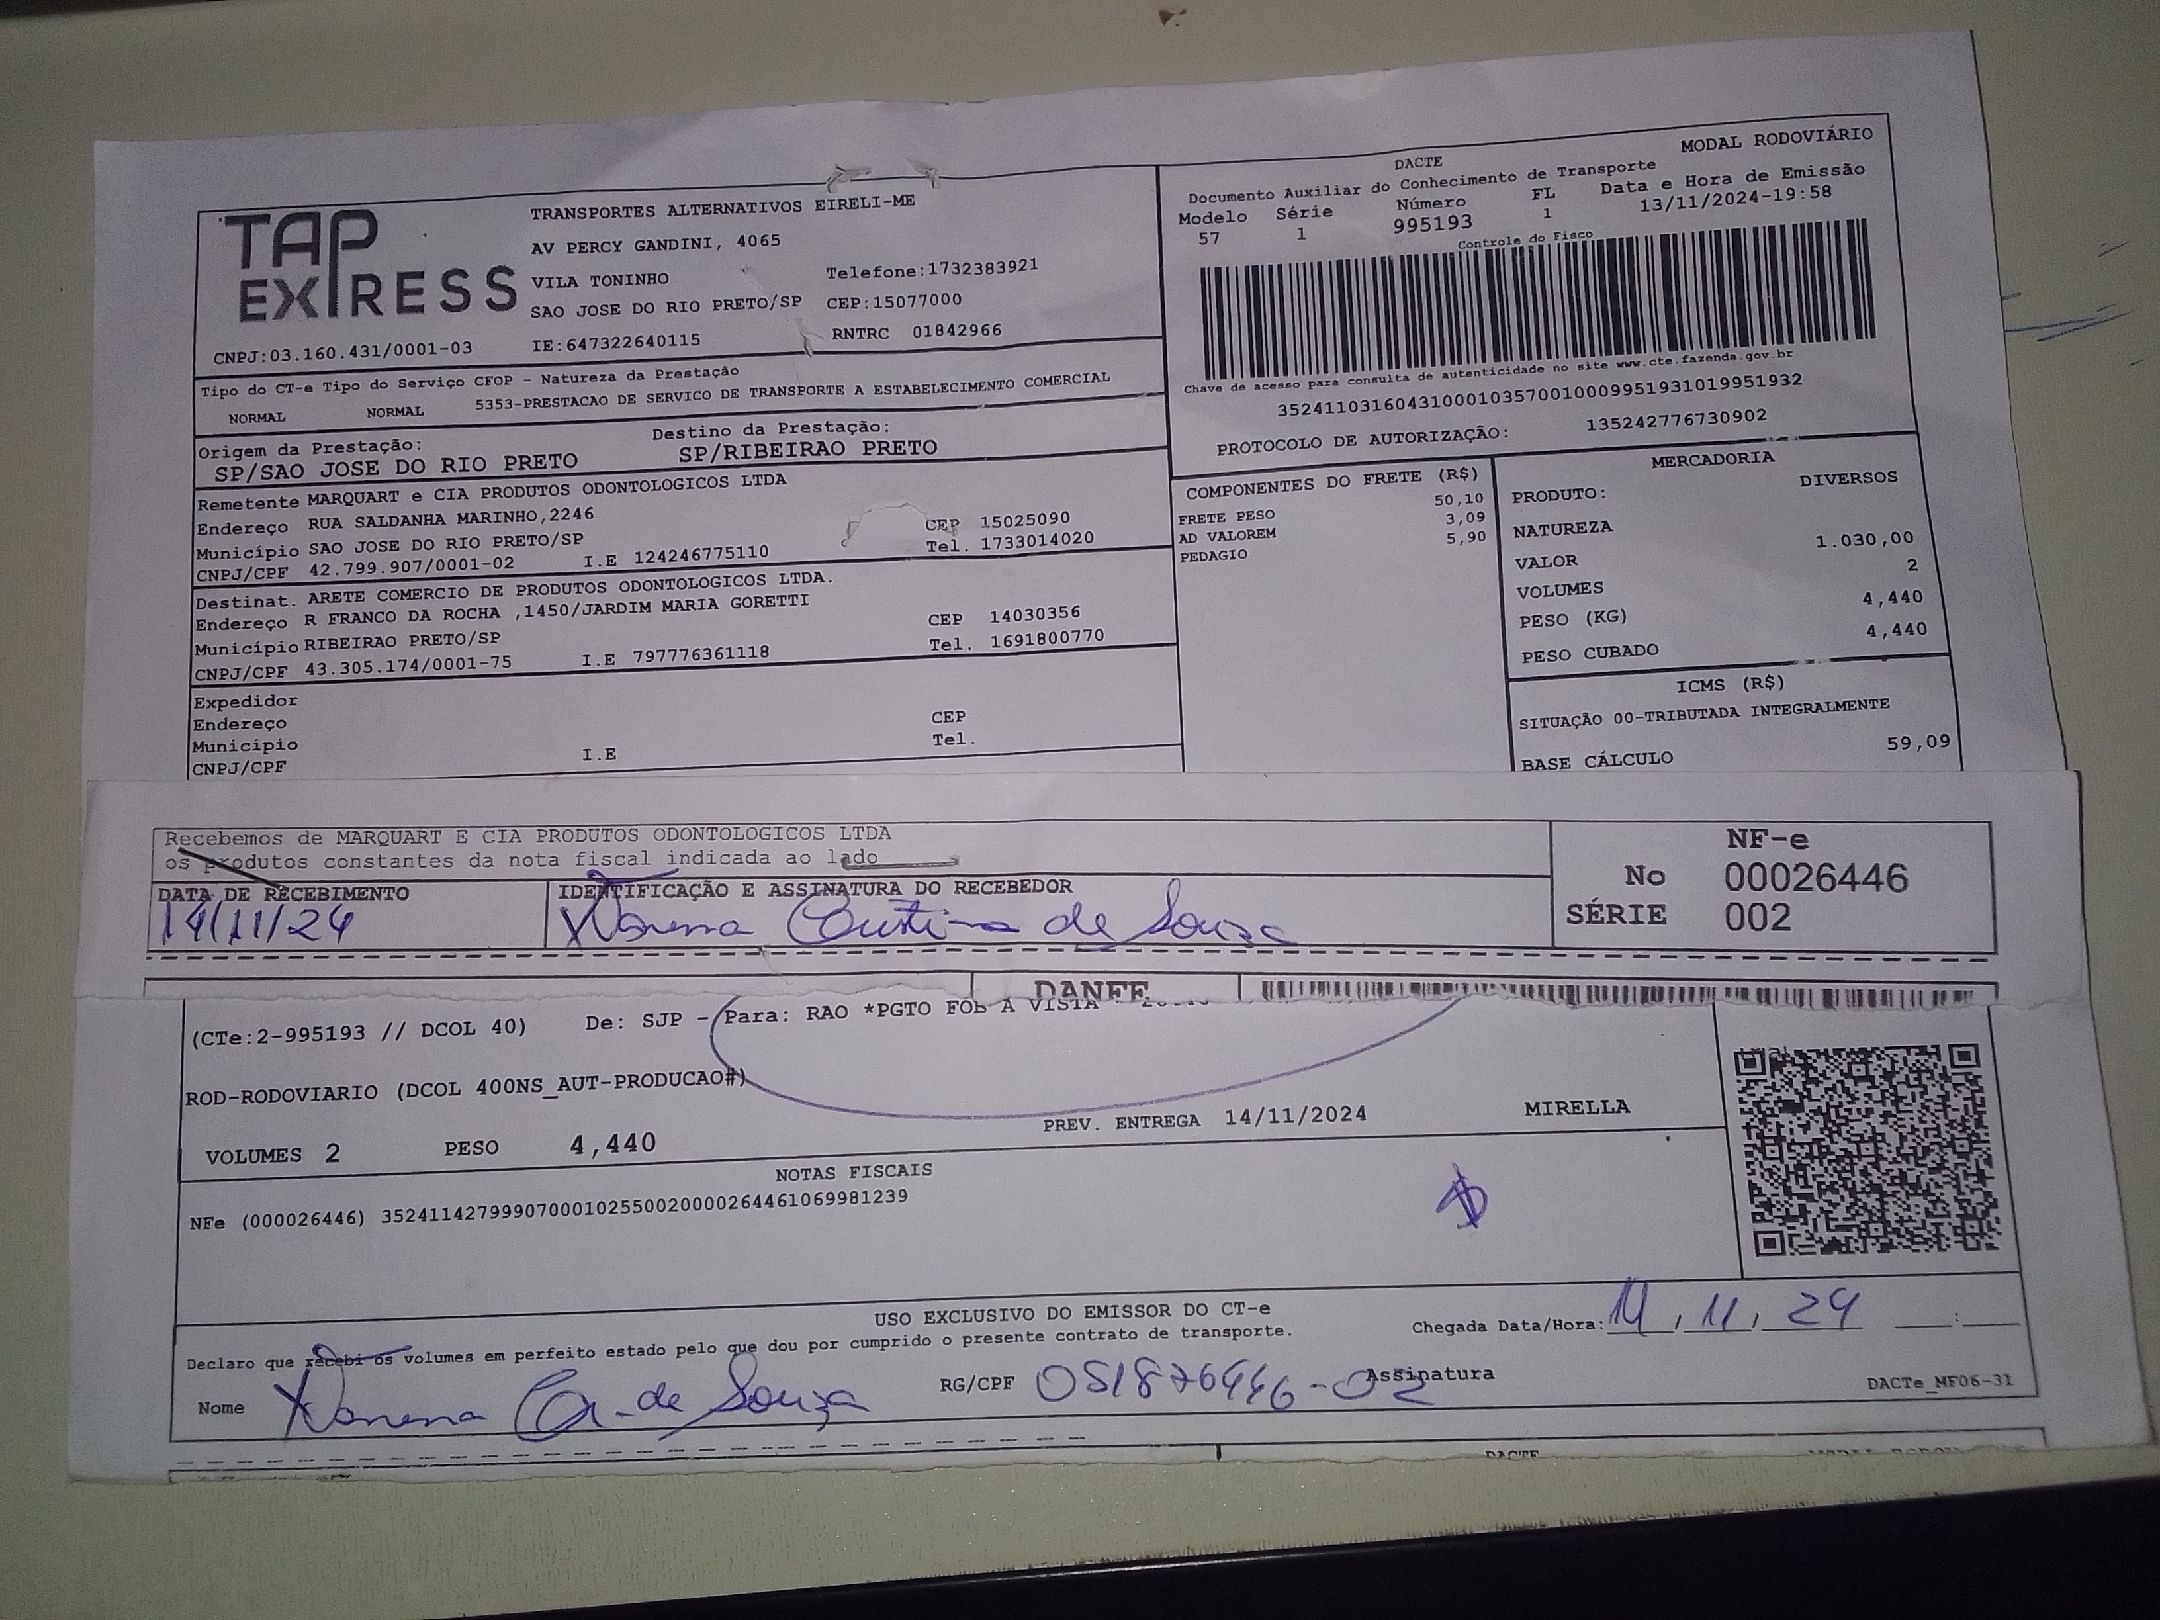 TAP EXPRESS
TRANSPORTES ALTERNATIVOS EIRELI-ME
AV PERCY GANDINI, 4065
VILA TONINHO Telefone:1732383921
SAO JOSE DO RIO PRETO/SP CEP:15077000
CNPJ:03.160.431/0001-03 IE:647322640115 RNTRC 01842966
MODAL RODOVIÁRIO
DACTE
Documento Auxiliar do Conhecimento de Transporte
Modelo Série Número FL Data e Hora de Emissão
57 1 995193 1 13/11/2024-19:58
Controle do Fisco
Chave de acesso para consulta de autenticidade no site www.cte.fazenda.gov.br
35241103160431000103570010009951931019951932
PROTOCOLO DE AUTORIZAÇÃO: 135242776730902
Tipo do CT-e Tipo do Serviço CFOP - Natureza da Prestação
NORMAL NORMAL 5353-PRESTACAO DE SERVICO DE TRANSPORTE A ESTABELECIMENTO COMERCIAL
Origem da Prestação: Destino da Prestação:
SP/SAO JOSE DO RIO PRETO SP/RIBEIRAO PRETO
Remetente MARQUART e CIA PRODUTOS ODONTOLOGICOS LTDA
Endereço RUA SALDANHA MARINHO,2246 CEP 15025090
Município SAO JOSE DO RIO PRETO/SP Tel. 1733014020
CNPJ/CPF 42.799.907/0001-02 I.E 124246775110
Destinat. ARETE COMERCIO DE PRODUTOS ODONTOLOGICOS LTDA.
Endereço R FRANCO DA ROCHA ,1450/JARDIM MARIA GORETTI CEP 14030356
Município RIBEIRAO PRETO/SP Tel. 1691800770
CNPJ/CPF 43.305.174/0001-75 I.E 797776361118
Expedidor
Endereço CEP
Município Tel.
CNPJ/CPF I.E
COMPONENTES DO FRETE (R$)
FRETE PESO 50,10
AD VALOREM 3,09
PEDAGIO 5,90
MERCADORIA
PRODUTO: DIVERSOS
NATUREZA
VALOR 1.030,00
VOLUMES 2
PESO (KG) 4,440
PESO CUBADO 4,440
ICMS (R$)
SITUAÇÃO 00-TRIBUTADA INTEGRALMENTE
BASE CÁLCULO 59,09
Recebemos de MARQUART E CIA PRODUTOS ODONTOLOGICOS LTDA
os produtos constantes da nota fiscal indicada ao lado
DATA DE RECEBIMENTO IDENTIFICAÇÃO E ASSINATURA DO RECEBEDOR
14/11/24 Cristina de Souza
NF-e
No 00026446
SÉRIE 002
DANFE
(CTe:2-995193 // DCOL 40) De: SJP - Para: RAO *PGTO FOB A VISTA
ROD-RODOVIARIO (DCOL 400NS_AUT-PRODUCAO#)
PREV. ENTREGA 14/11/2024 MIRELLA
VOLUMES 2 PESO 4,440
NOTAS FISCAIS
NFe (000026446) 35241142799907000102550020000264461069981239
$
USO EXCLUSIVO DO EMISSOR DO CT-e
Declaro que recebi os volumes em perfeito estado pelo que dou por cumprido o presente contrato de transporte.
Chegada Data/Hora: 14, 11, 24 :
Nome de Souza RG/CPF Assinatura
DACTe_MF06-31
DACTE